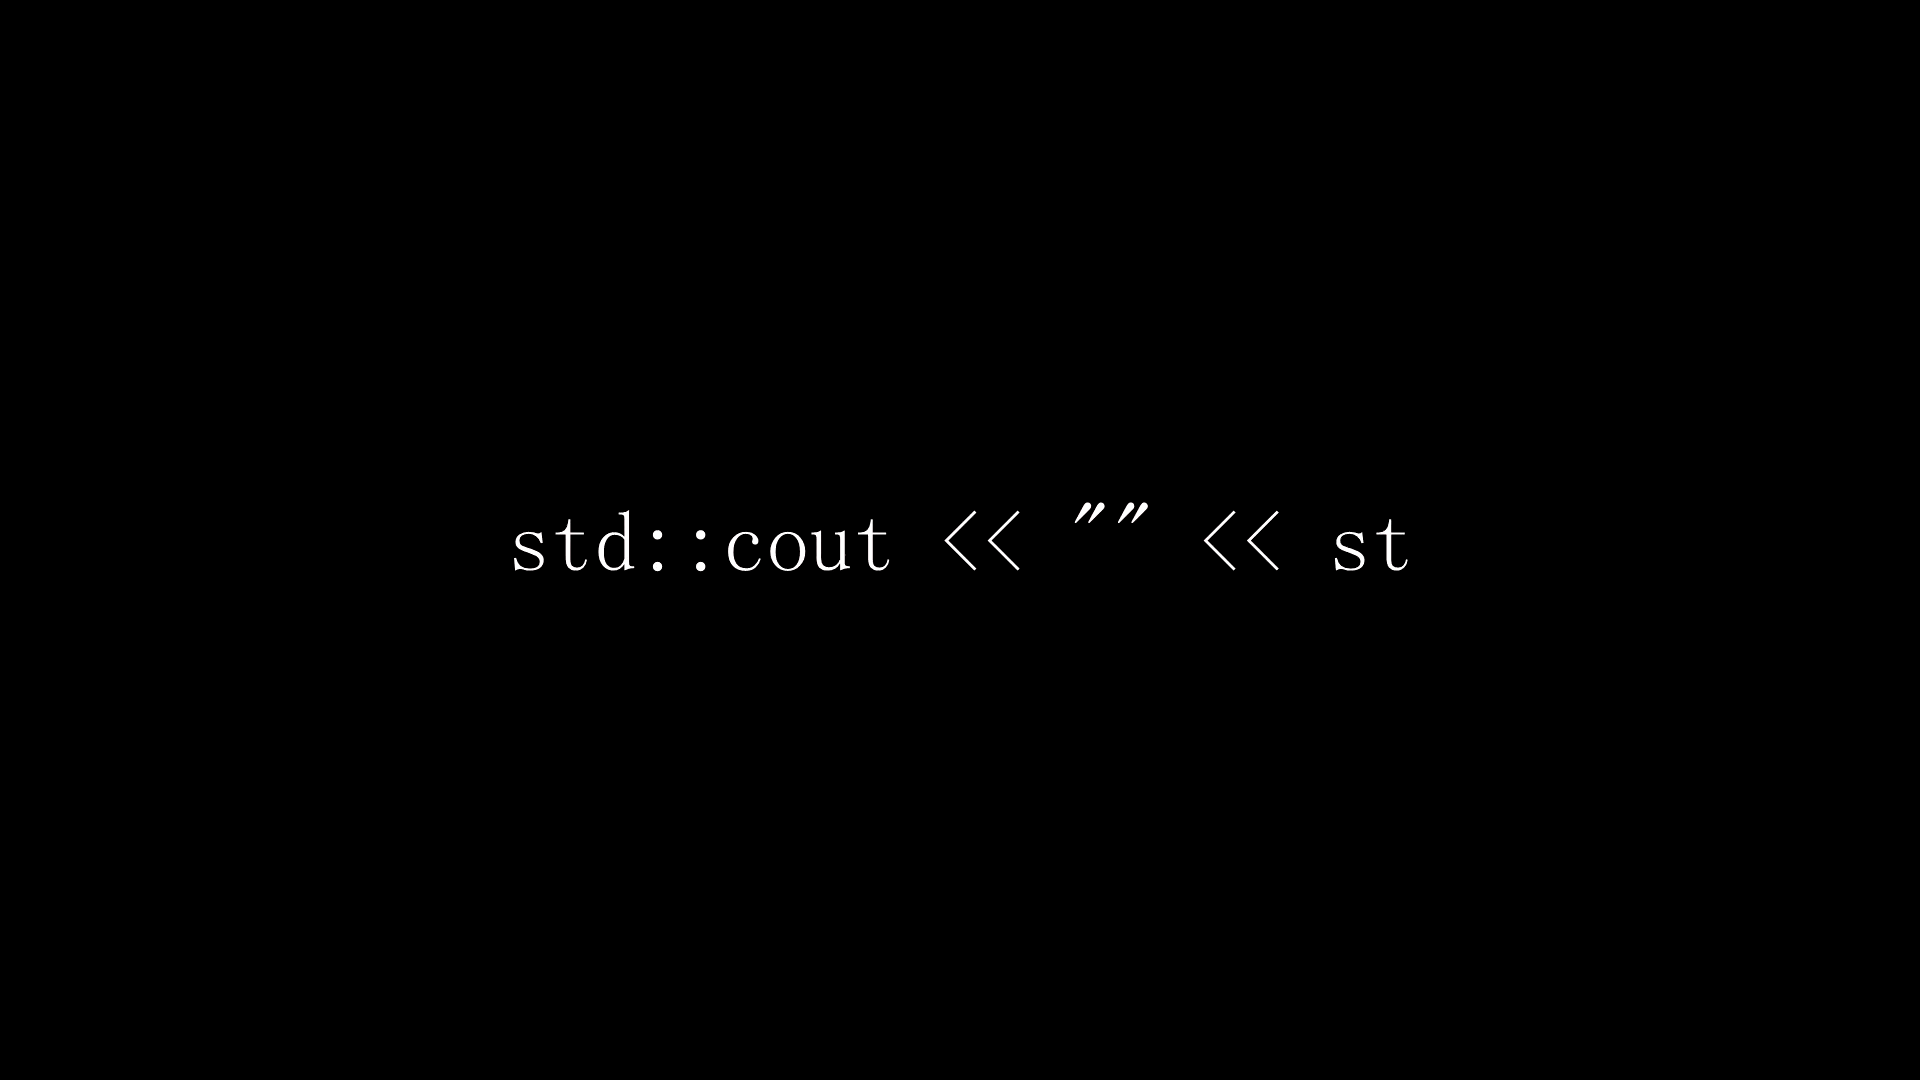 std::cout << "" << st